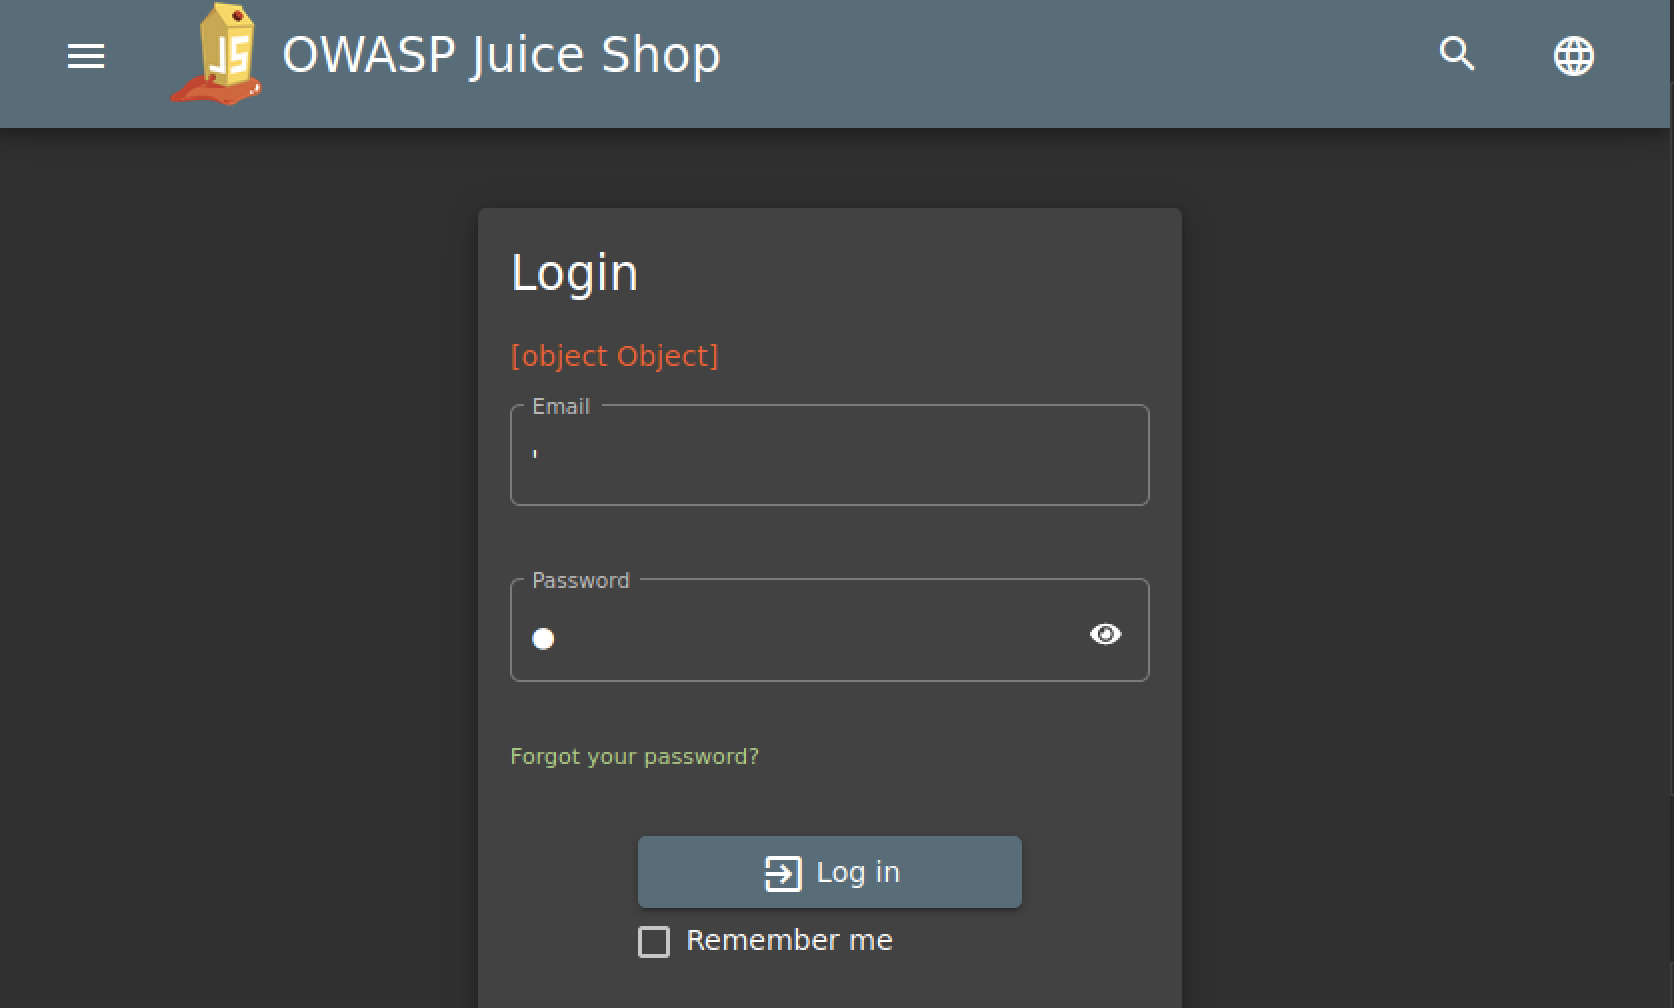 JS
OWASP Juice Shop
Login
[object Object]
Email
'
Password
Forgot your password?
Log in
Remember me